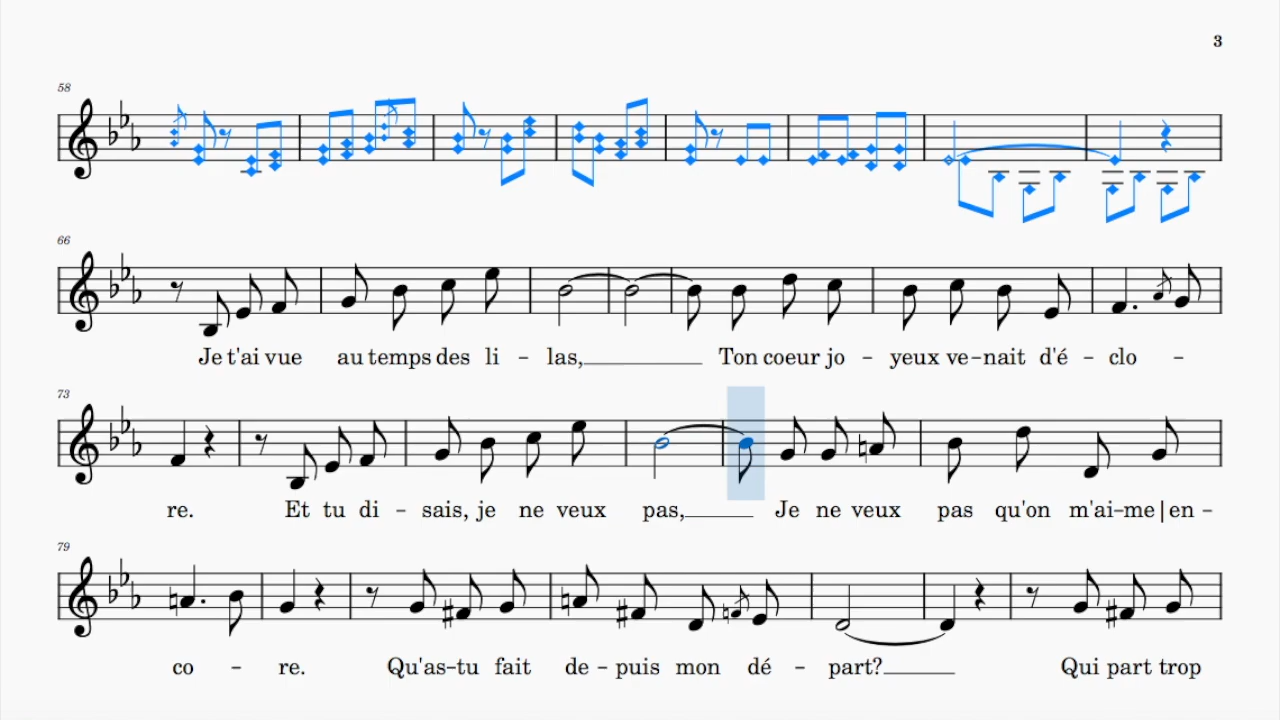 3
58
66
Je t'ai vue au temps des li – las, Ton coeur jo – yeux ve–nait d'é – clo –
73
re. Et tu di – sais, je ne veux pas, Je ne veux pas qu'on m'ai–me|en –
79
co – re. Qu'as–tu fait de – puis mon dé – part? Qui part trop